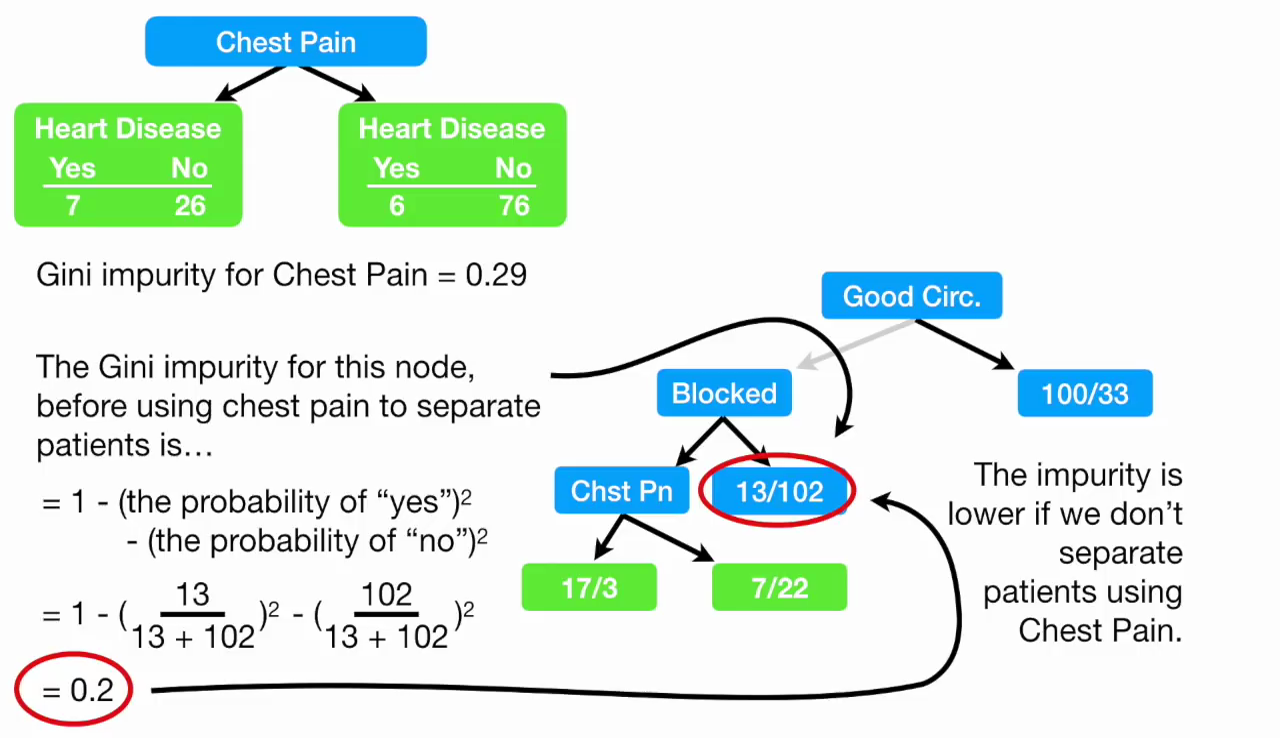 Chest Pain
Heart Disease
Yes No
7 26
Heart Disease
Yes No
6 76
Gini impurity for Chest Pain = 0.29
The Gini impurity for this node,
before using chest pain to separate
patients is…
= 1 - (the probability of “yes”)²
- (the probability of “no”)²
= 1 - (13 / 13 + 102)² - (102 / 13 + 102)²
= 0.2
Good Circ.
Blocked
100/33
Chst Pn
13/102
17/3
7/22
The impurity is
lower if we don’t
separate
patients using
Chest Pain.